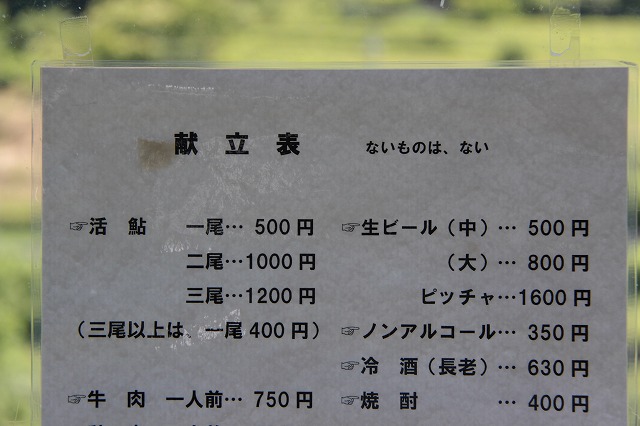 献立表　ないものは、ない
☞活　鮎　一尾… 500円
二尾…1000円
三尾…1200円
（三尾以上は、一尾400円）
☞牛　肉　一人前… 750円
☞生ビール（中）… 500円
（大）… 800円
ピッチャ…1600円
☞ノンアルコール… 350円
☞冷　酒（長老）… 630円
☞焼　酎　… 400円